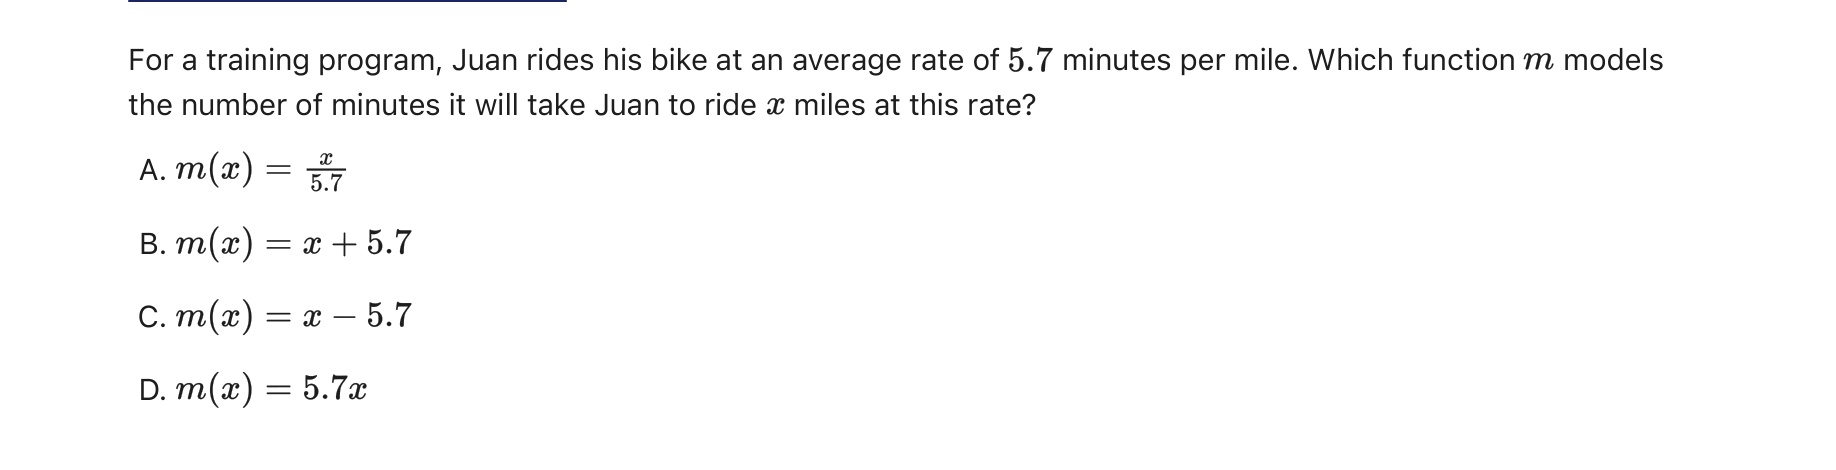 For a training program, Juan rides his bike at an average rate of 5.7 minutes per mile. Which function m models
the number of minutes it will take Juan to ride x miles at this rate?
A. m(x) = x/5.7
B. m(x) = x + 5.7
C. m(x) = x − 5.7
D. m(x) = 5.7x